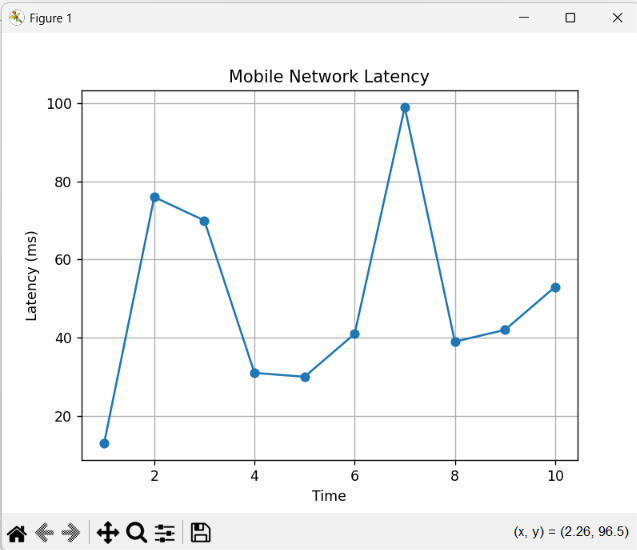 Figure 1
Mobile Network Latency
100
80
60
40
20
Latency (ms)
2 4 6 8 10
Time
(x, y) = (2.26, 96.5)